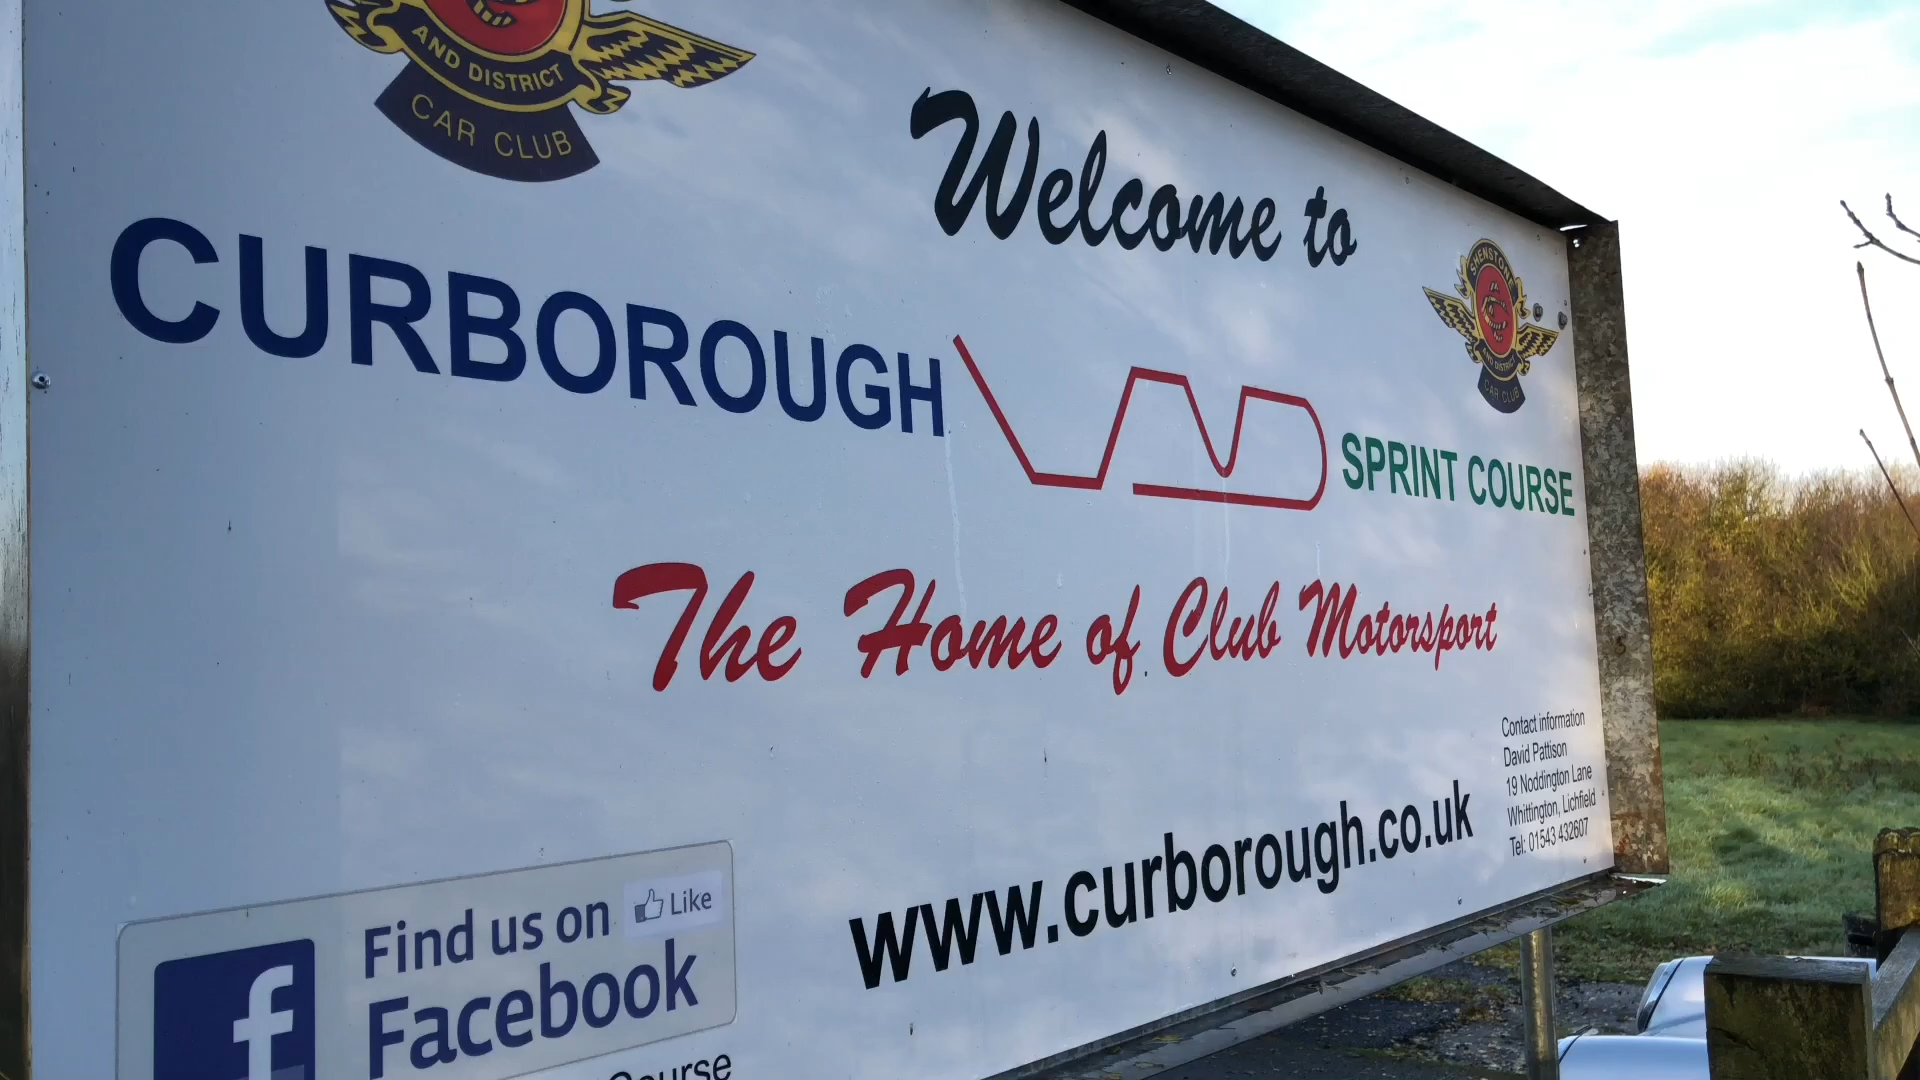 AND DISTRICT
CAR CLUB
Welcome to
SHENSTONE
AND DISTRICT
CAR CLUB
CURBOROUGH
SPRINT COURSE
The Home of Club Motorsport
Contact information
David Pattison
19 Noddington Lane
Whittington, Lichfield
Tel: 01543 432607
www.curborough.co.uk
Find us on
Like
Facebook
Course